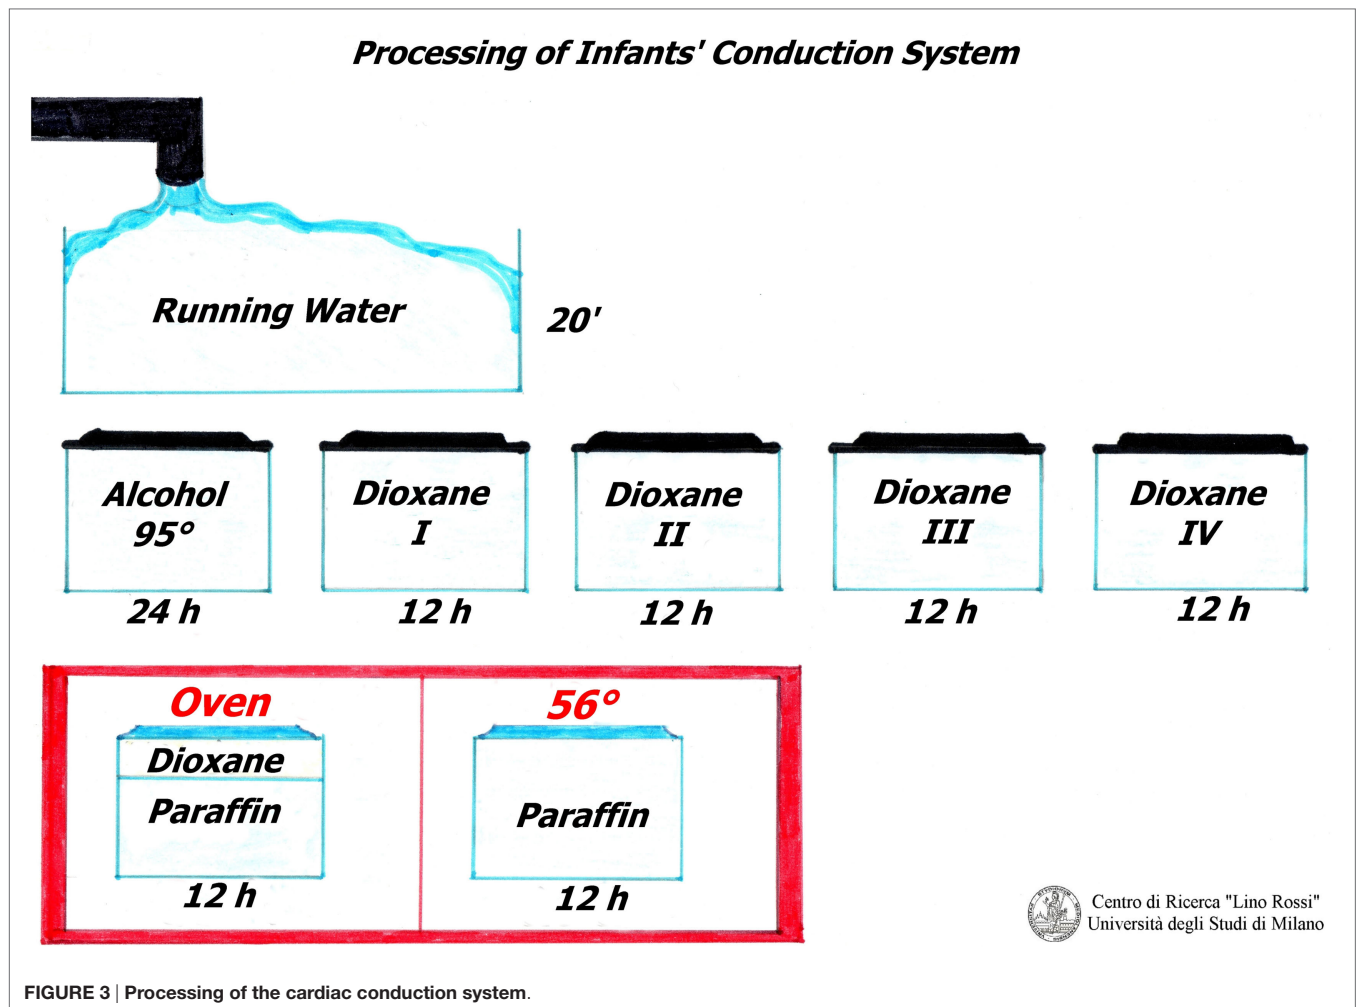 Processing of Infants' Conduction System
Running Water
20'
Alcohol
95°
24 h
Dioxane
I
12 h
Dioxane
II
12 h
Dioxane
III
12 h
Dioxane
IV
12 h
Oven
56°
Dioxane
Paraffin
12 h
Paraffin
12 h
Centro di Ricerca "Lino Rossi"
Università degli Studi di Milano
FIGURE 3 | Processing of the cardiac conduction system.